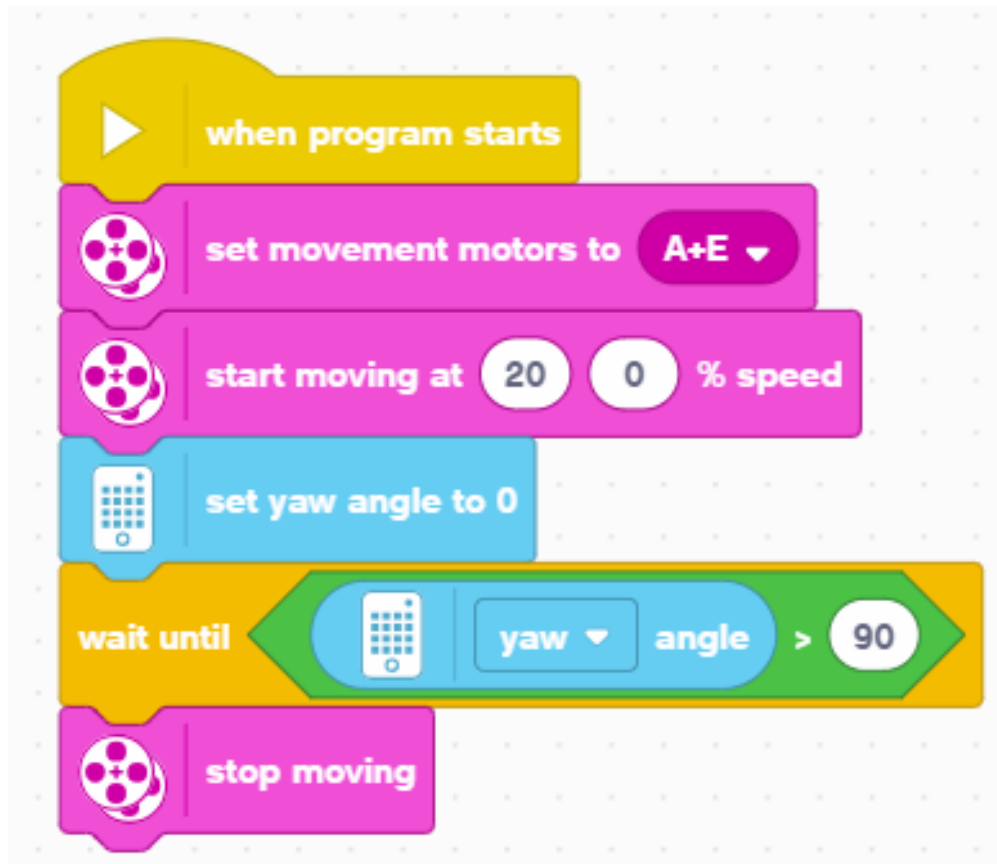 when program starts
set movement motors to A+E
start moving at 20 0 % speed
set yaw angle to 0
wait until yaw angle > 90
stop moving